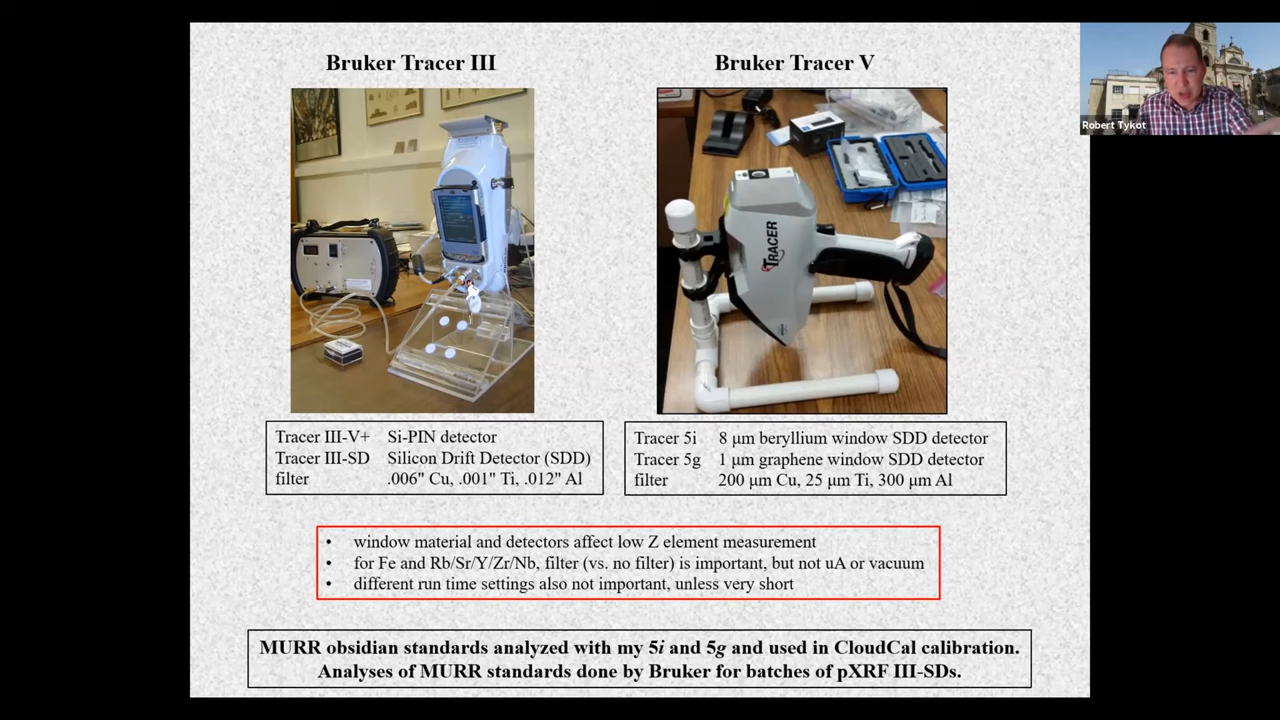 Bruker Tracer III
Bruker Tracer V
Robert Tykot
TRACER
Tracer III-V+ Si-PIN detector
Tracer III-SD Silicon Drift Detector (SDD)
filter .006" Cu, .001" Ti, .012" Al
Tracer 5i 8 μm beryllium window SDD detector
Tracer 5g 1 μm graphene window SDD detector
filter 200 μm Cu, 25 μm Ti, 300 μm Al
• window material and detectors affect low Z element measurement
• for Fe and Rb/Sr/Y/Zr/Nb, filter (vs. no filter) is important, but not uA or vacuum
• different run time settings also not important, unless very short
MURR obsidian standards analyzed with my 5i and 5g and used in CloudCal calibration.
Analyses of MURR standards done by Bruker for batches of pXRF III-SDs.